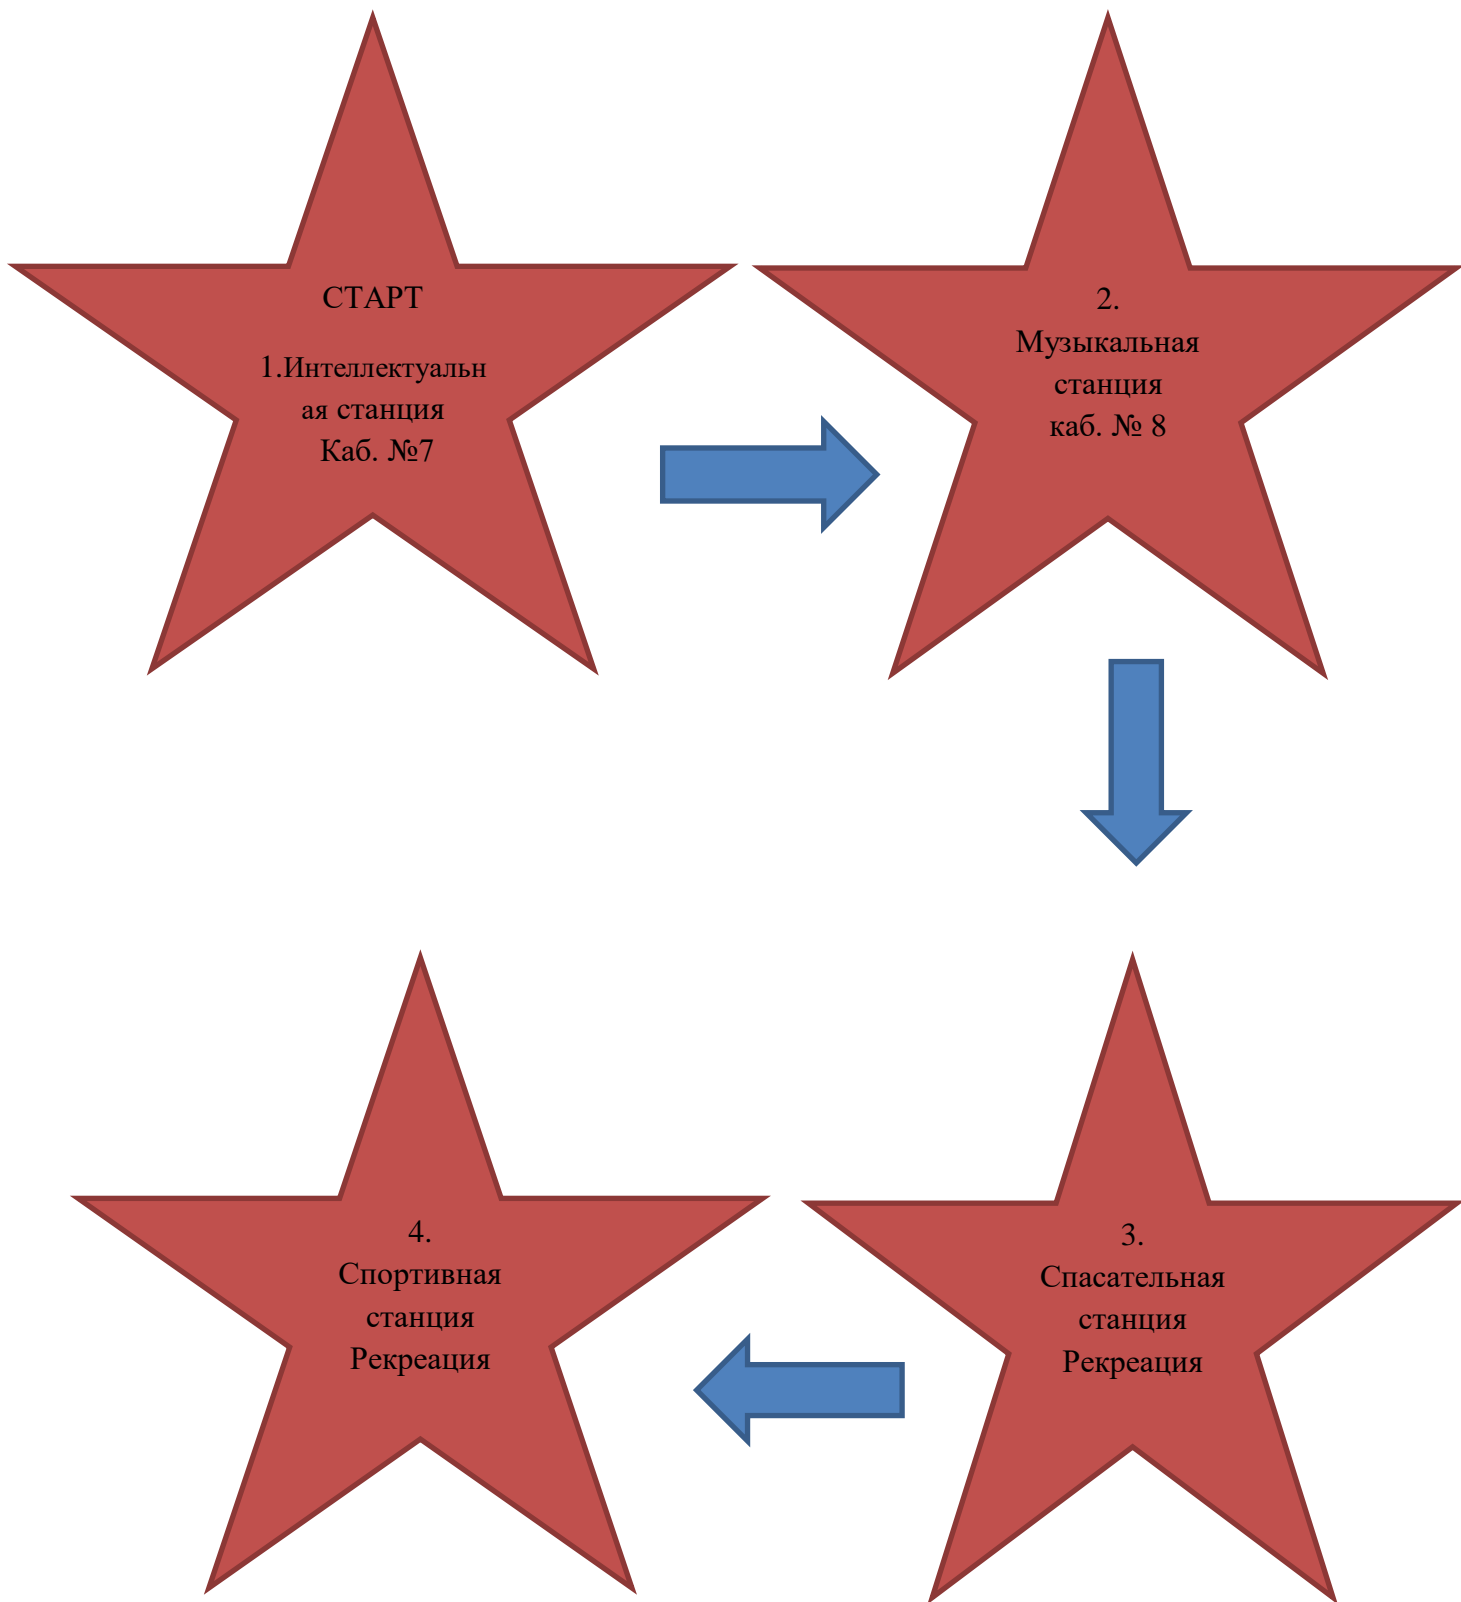 СТАРТ
1.Интеллектуальн
ая станция
Каб. №7
2.
Музыкальная
станция
каб. № 8
3.
Спасательная
станция
Рекреация
4.
Спортивная
станция
Рекреация